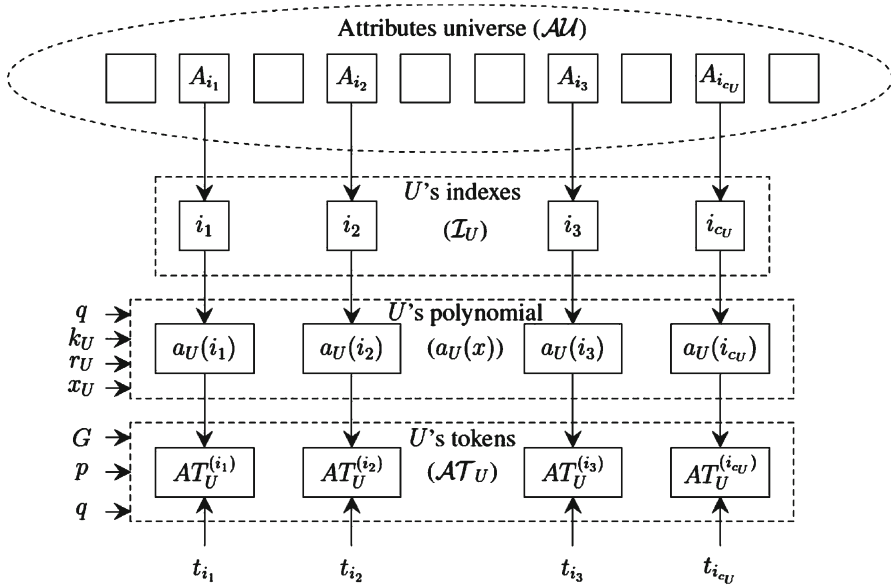 Attributes universe (𝒜𝒰)
A_{i_1} A_{i_2} A_{i_3} A_{i_{c_U}}
U's indexes
i_1 i_2 (ℐ_U) i_3 i_{c_U}
q U's polynomial
k_U a_U(i_1) a_U(i_2) (a_U(x)) a_U(i_3) a_U(i_{c_U})
r_U
x_U
G U's tokens
p AT_U^{(i_1)} AT_U^{(i_2)} (𝒜𝒯_U) AT_U^{(i_3)} AT_U^{(i_{c_U})}
q
t_{i_1} t_{i_2} t_{i_3} t_{i_{c_U}}